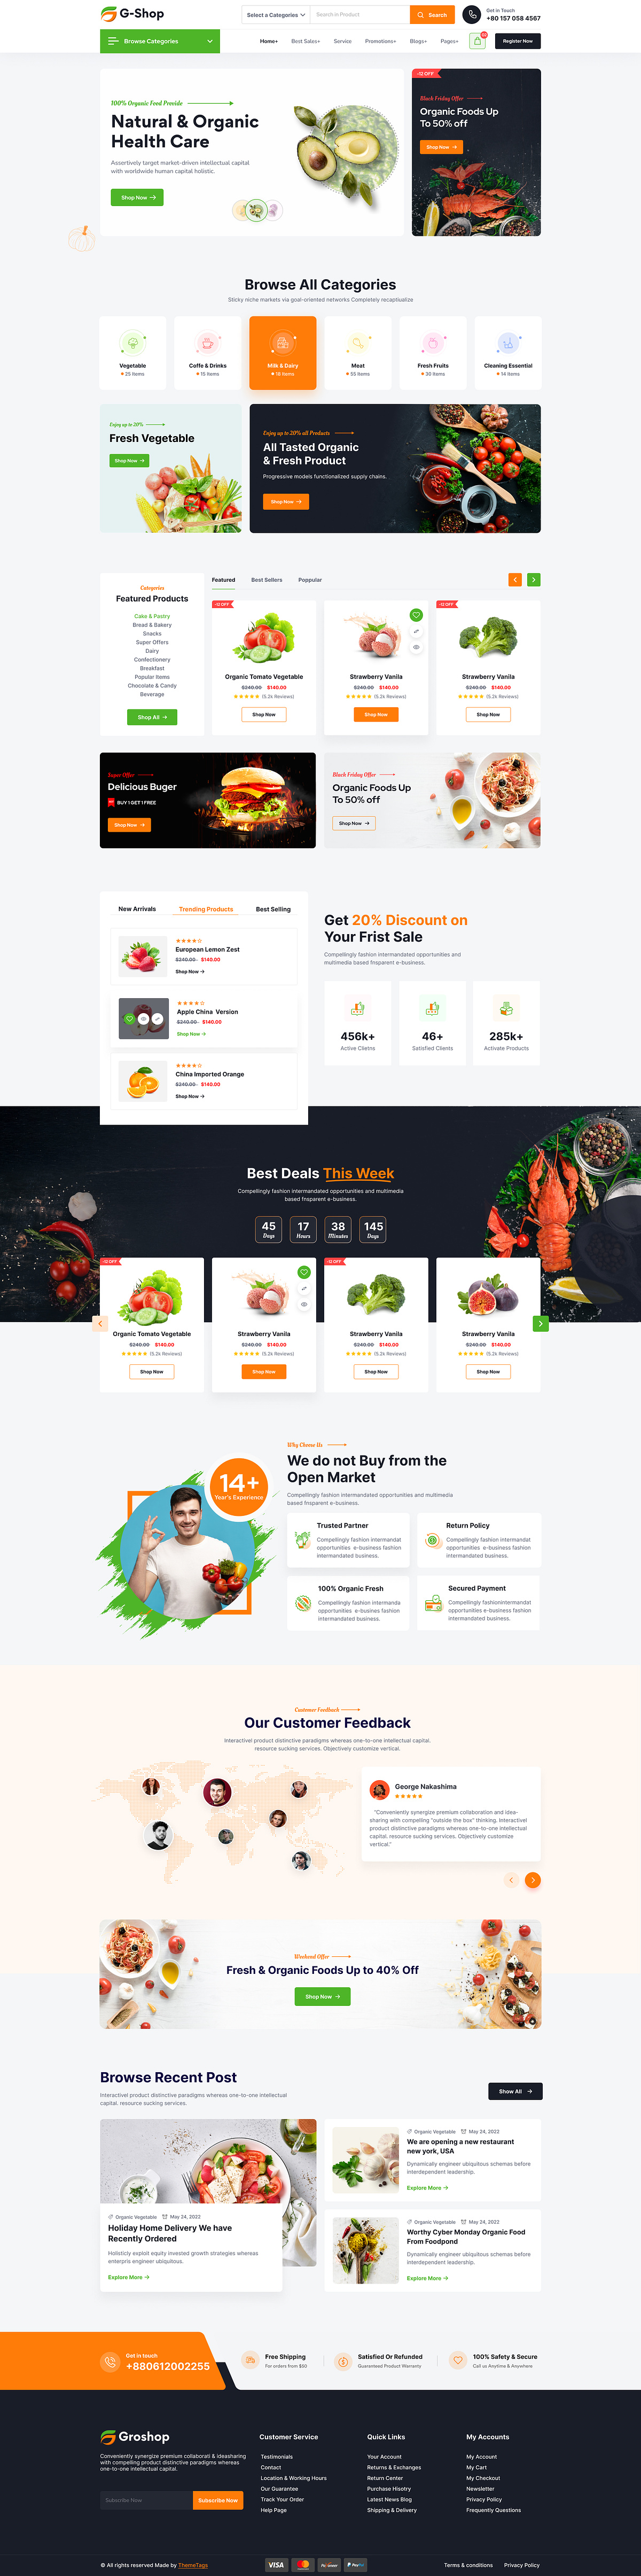 G-Shop
Select a Categories
Search in Product
Search
Get in Touch
+80 157 058 4567
Browse Categories
Home+
Best Sales+
Service
Promotions+
Blogs+
Pages+
Register Now
100% Organic Food Provide
Natural & Organic
Health Care
Assertively target market-driven intellectual capital
with worldwide human capital holistic.
Shop Now
-12 OFF
Black Friday Offer
Organic Foods Up
To 50% off
Shop Now
Browse All Categories
Sticky niche markets via goal-oriented networks Completely recaptiualize
Vegetable
25 Items
Coffe & Drinks
15 Items
Milk & Dairy
16 Items
Meat
55 Items
Fresh Fruits
30 Items
Cleaning Essential
14 Items
Enjoy up to 20%
Fresh Vegetable
Shop Now
Enjoy up to 20% all Products
All Tasted Organic
& Fresh Product
Progressive models functionalized supply chains.
Shop Now
Categories
Featured Products
Cake & Pastry
Bread & Bakery
Snacks
Super Offers
Dairy
Confectionery
Breakfast
Popular Items
Chocolate & Candy
Beverage
Shop All
Featured
Best Sellers
Poppular
-12 OFF
Organic Tomato Vegetable
$240.00 $140.00
(5.2k Reviews)
Shop Now
Strawberry Vanila
$240.00 $140.00
(5.2k Reviews)
Shop Now
-12 OFF
Strawberry Vanila
$240.00 $140.00
(5.2k Reviews)
Shop Now
Super Offer
Delicious Buger
BUY 1 GET 1 FREE
Shop Now
Black Friday Offer
Organic Foods Up
To 50% off
Shop Now
New Arrivals
Trending Products
Best Selling
European Lemon Zest
$240.00 - $140.00
Shop Now
Apple China Version
$240.00 - $140.00
Shop Now
China Imported Orange
$240.00 - $140.00
Shop Now
Get 20% Discount on
Your Frist Sale
Compellingly fashion intermandated opportunities and
multimedia based fnsparent e-business.
456k+
Active Clietns
46+
Satisfied Clients
285k+
Activate Products
Best Deals This Week
Compellingly fashion intermandated opportunities and multimedia
based fnsparent e-business.
45
Days
17
Hours
38
Minutes
145
Days
-12 OFF
Organic Tomato Vegetable
$240.00 $140.00
(5.2k Reviews)
Shop Now
Strawberry Vanila
$240.00 $140.00
(5.2k Reviews)
Shop Now
-12 OFF
Strawberry Vanila
$240.00 $140.00
(5.2k Reviews)
Shop Now
Strawberry Vanila
$240.00 $140.00
(5.2k Reviews)
Shop Now
14+
Year's Experience
Why Choose Us
We do not Buy from the
Open Market
Compellingly fashion intermandated opportunities and multimedia
based fnsparent e-business.
Trusted Partner
Compellingly fashion intermandat
opportunities e-business fashion
intermandated business.
Return Policy
Compellingly fashion intermandat
opportunities e-business fashion
intermandated business.
100% Organic Fresh
Compellingly fashion intermanda
opportunities e-business fashion
intermandated business.
Secured Payment
Compellingly fashionintermandat
opportunities e-business fashion
intermandated business.
Customer Feedback
Our Customer Feedback
Interactivel product distinctive paradigms whereas one-to-one intellectual capital.
resource sucking services. Objectively customize vertical.
George Nakashima
"Conveniently synergize premium collaboration and idea-
sharing with compelling "outside the box" thinking. Interactivel
product distinctive paradigms whereas one-to-one intellectual
capital. resource sucking services. Objectively customize
vertical."
Weekend Offer
Fresh & Organic Foods Up to 40% Off
Shop Now
Browse Recent Post
Interactivel product distinctive paradigms whereas one-to-one intellectual
capital. resource sucking services.
Show All
Organic Vegetable May 24, 2022
Holiday Home Delivery We have
Recently Ordered
Holisticly exploit equity invested growth strategies whereas
enterpris engineer ubiquitous.
Explore More
Organic Vegetable May 24, 2022
We are opening a new restaurant
new york, USA
Dynamically engineer ubiquitous schemas before
interdependent leadership.
Explore More
Organic Vegetable May 24, 2022
Worthy Cyber Monday Organic Food
From Foodpond
Dynamically engineer ubiquitous schemas before
interdependent leadership.
Explore More
Get in touch
+880612002255
Free Shipping
For orders from $50
Satisfied Or Refunded
Guaranteed Product Warranty
100% Safety & Secure
Call us Anytime & Anywhere
Groshop
Conveniently synergize premium collaborati & ideasharing
with compelling product distinctive paradigms whereas
one-to-one intellectual capital.
Subscribe Now
Subscribe Now
Customer Service
Testimonials
Contact
Location & Working Hours
Our Guarantee
Track Your Order
Help Page
Quick Links
Your Account
Returns & Exchanges
Return Center
Purchase Hisotry
Latest News Blog
Shipping & Delivery
My Accounts
My Account
My Cart
My Checkout
Newsletter
Privacy Policy
Frequently Questions
© All rights reserved Made by ThemeTags
VISA
Payoneer
PayPal
Terms & conditions
Privacy Policy